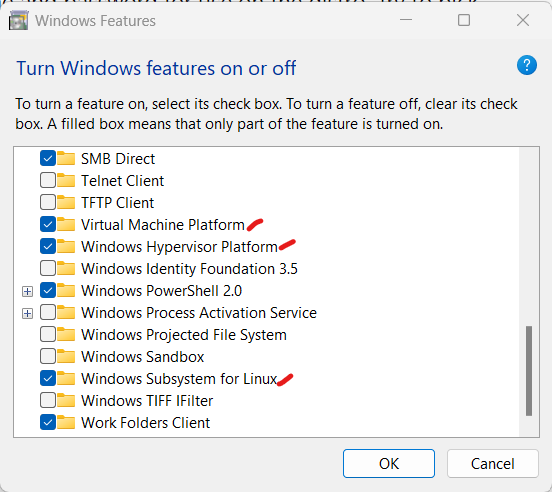 Windows Features
Turn Windows features on or off
?
To turn a feature on, select its check box. To turn a feature off, clear its check
box. A filled box means that only part of the feature is turned on.
SMB Direct
Telnet Client
TFTP Client
Virtual Machine Platform
Windows Hypervisor Platform
Windows Identity Foundation 3.5
Windows PowerShell 2.0
Windows Process Activation Service
Windows Projected File System
Windows Sandbox
Windows Subsystem for Linux
Windows TIFF IFilter
Work Folders Client
OK
Cancel